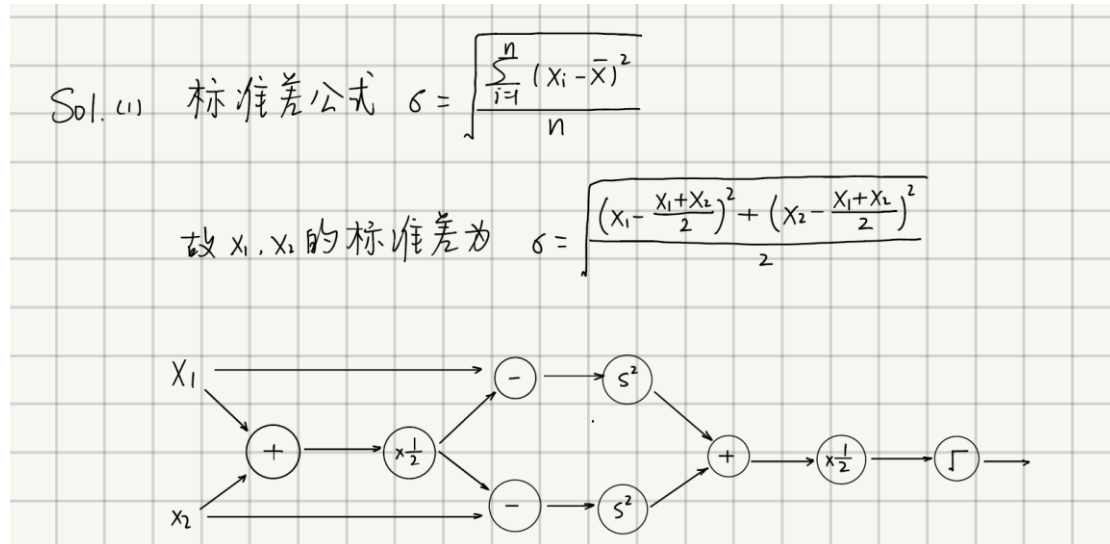 Sol. (1) 标准差公式 σ = √(∑_{i=1}^{n} (x_i - x̄)² / n)
故 x₁, x₂ 的标准差为 σ = √(((x₁ - (x₁+x₂)/2)² + (x₂ - (x₁+x₂)/2)²) / 2)
X₁ - s²
+ ×1/2 + ×1/2 √
x₂ - s²